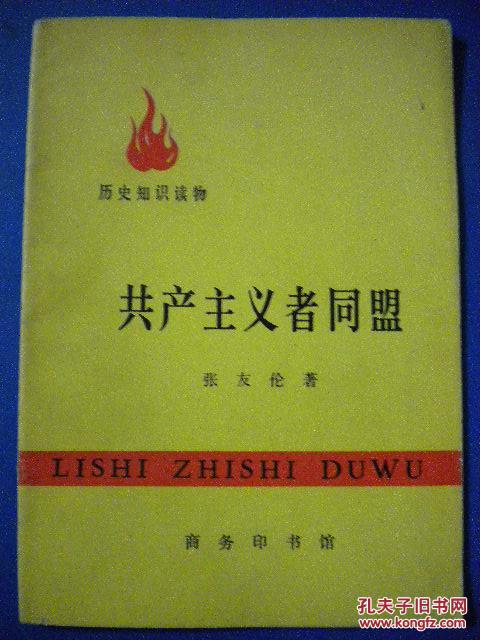 历史知识读物
共产主义者同盟
张友伦著
LISHI ZHISHI DUWU
商务印书馆
孔夫子旧书网
www.kongfz.com